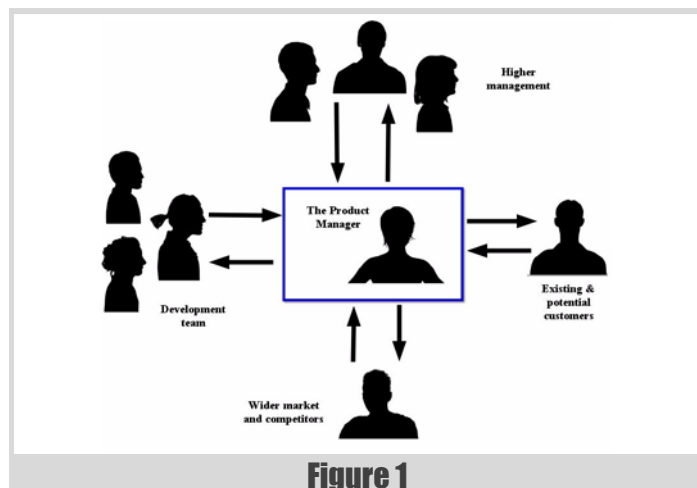 Higher
management
The Product
Manager
Development
team
Existing &
potential
customers
Wider market
and competitors
Figure 1